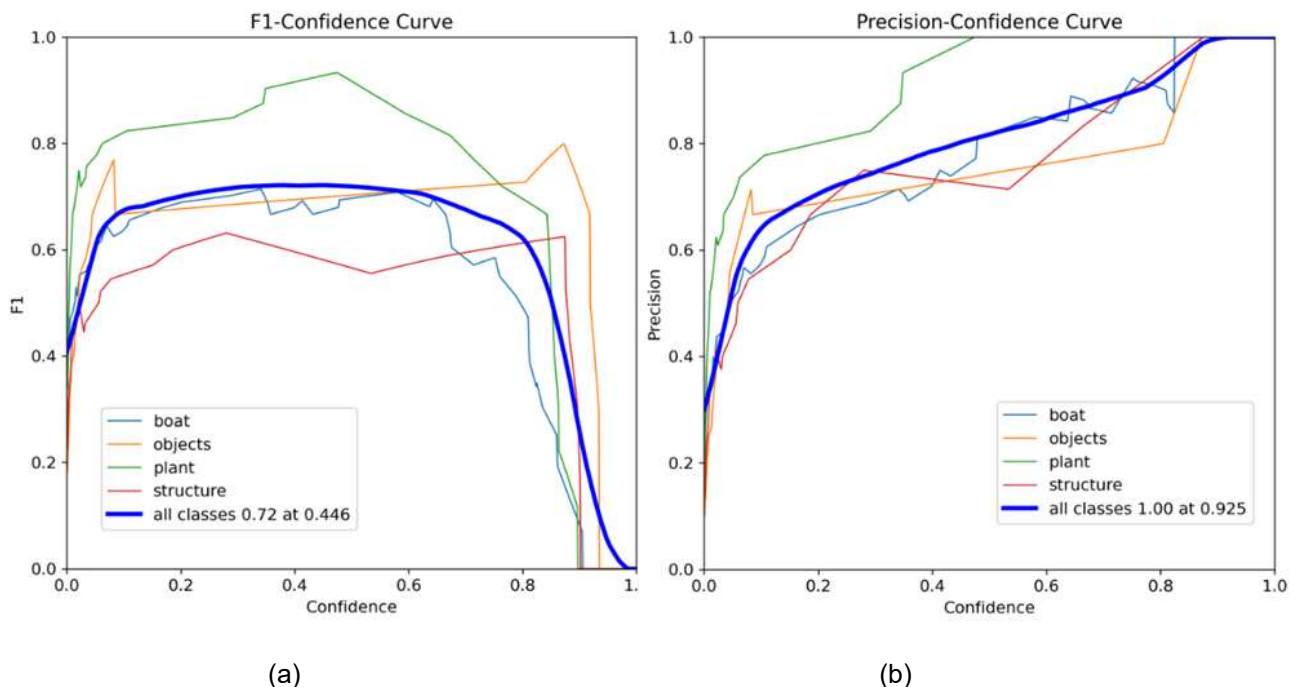 F1-Confidence Curve
1.0
0.8
0.6
0.4
0.2
0.0
F1
0.0 0.2 0.4 0.6 0.8 1.
Confidence
boat
objects
plant
structure
all classes 0.72 at 0.446
(a)
Precision-Confidence Curve
1.0
0.8
0.6
0.4
0.2
0.0
Precision
0.0 0.2 0.4 0.6 0.8 1.0
Confidence
boat
objects
plant
structure
all classes 1.00 at 0.925
(b)